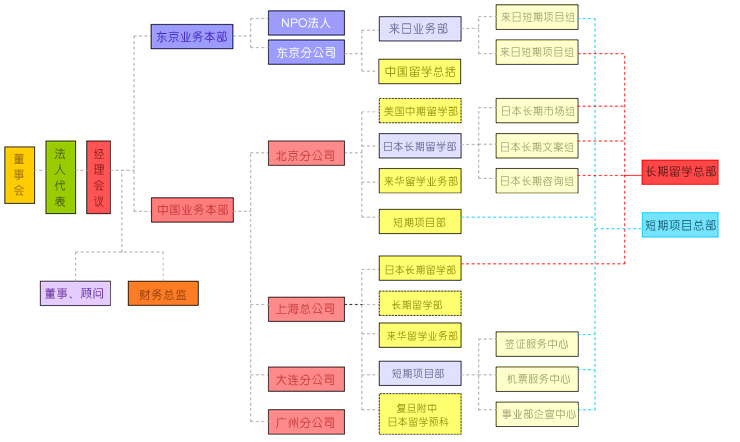 董事会
法人代表
经理会议
董事、顾问
财务总监
东京业务本部
中国业务本部
NPO法人
东京分公司
北京分公司
上海总公司
大连分公司
广州分公司
来日业务部
中国留学总括
美国中期留学部
日本长期留学部
来华留学业务部
短期项目部
日本长期留学部
长期留学部
来华留学业务部
短期项目部
复旦附中
日本留学预科
来日短期项目组
来日短期项目组
日本长期市场组
日本长期文案组
日本长期咨询组
签证服务中心
机票服务中心
事业部企宣中心
长期留学总部
短期项目总部